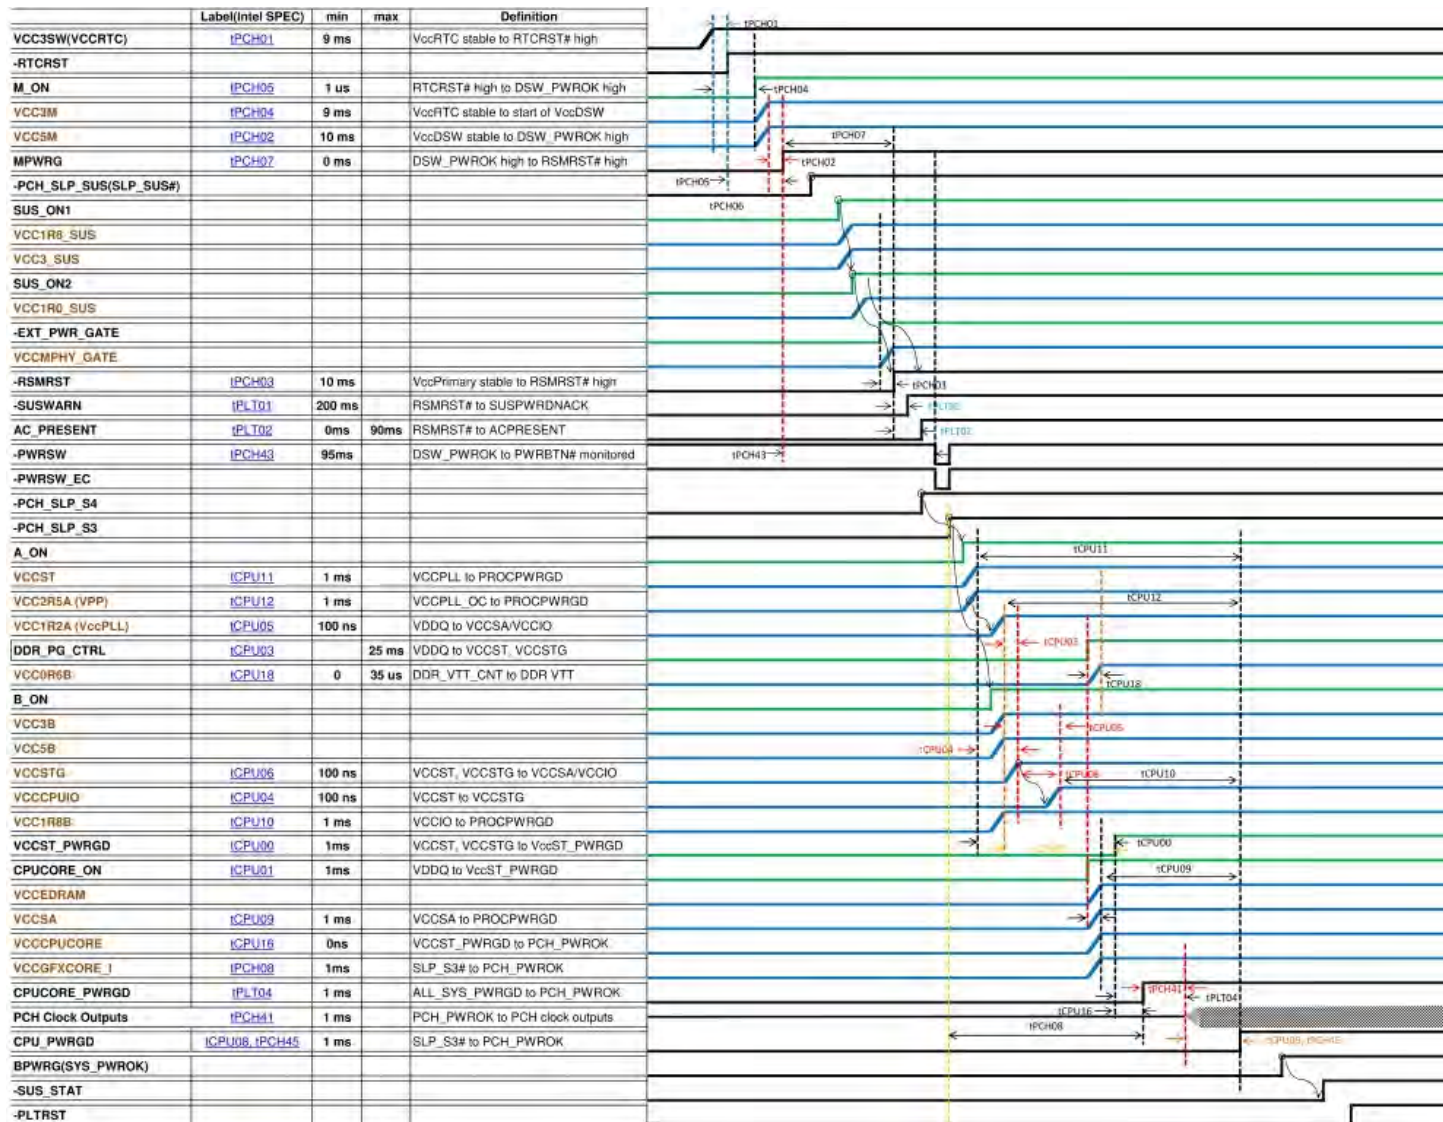 Label(Intel SPEC) min max Definition
VCC3SW(VCCRTC) tPCH01 9 ms VccRTC stable to RTCRST# high tPCH01
-RTCRST
M_ON tPCH05 1 us RTCRST# high to DSW_PWROK high tPCH04
VCC3M tPCH04 9 ms VccRTC stable to start of VccDSW
VCC5M tPCH02 10 ms VccDSW stable to DSW_PWROK high tPCH07
MPWRG tPCH07 0 ms DSW_PWROK high to RSMRST# high tPCH02
-PCH_SLP_SUS(SLP_SUS#) tPCH05
SUS_ON1 tPCH06
VCC1R8_SUS
VCC3_SUS
SUS_ON2
VCC1R0_SUS
-EXT_PWR_GATE
VCCMPHY_GATE
-RSMRST tPCH03 10 ms VccPrimary stable to RSMRST# high tPCH03
-SUSWARN tPLT01 200 ms RSMRST# to SUSPWRDNACK
AC_PRESENT tPLT02 0ms 90ms RSMRST# to ACPRESENT tPLT02
-PWRSW tPCH43 95ms DSW_PWROK to PWRBTN# monitored tPCH43
-PWRSW_EC
-PCH_SLP_S4
-PCH_SLP_S3
A_ON tCPU11
VCCST tCPU11 1 ms VCCPLL to PROCPWRGD
VCC2R5A (VPP) tCPU12 1 ms VCCPLL_OC to PROCPWRGD tCPU12
VCC1R2A (VccPLL) tCPU05 100 ns VDDQ to VCCSA/VCCIO
DDR_PG_CTRL tCPU03 25 ms VDDQ to VCCST, VCCSTG tCPU03
VCC0R6B tCPU18 0 35 us DDR_VTT_CNT to DDR VTT tCPU18
B_ON
VCC3B tCPU05
VCC5B tCPU04
VCCSTG tCPU06 100 ns VCCST, VCCSTG to VCCSA/VCCIO tCPU06 tCPU10
VCCCPUIO tCPU04 100 ns VCCST to VCCSTG
VCC1R8B tCPU10 1 ms VCCIO to PROCPWRGD
VCCST_PWRGD tCPU00 1ms VCCST, VCCSTG to VccST_PWRGD tCPU00
CPUCORE_ON tCPU01 1ms VDDQ to VccST_PWRGD tCPU09
VCCEDRAM
VCCSA tCPU09 1 ms VCCSA to PROCPWRGD
VCCCPUCORE tCPU16 0ns VCCST_PWRGD to PCH_PWROK
VCCGFXCORE_I tPCH08 1ms SLP_S3# to PCH_PWROK
CPUCORE_PWRGD tPLT04 1 ms ALL_SYS_PWRGD to PCH_PWROK tPCH41 tPLT04
PCH Clock Outputs tPCH41 1 ms PCH_PWROK to PCH clock outputs tCPU16
CPU_PWRGD tCPU08, tPCH45 1 ms SLP_S3# to PCH_PWROK tPCH08
BPWRG(SYS_PWROK)
-SUS_STAT
-PLTRST